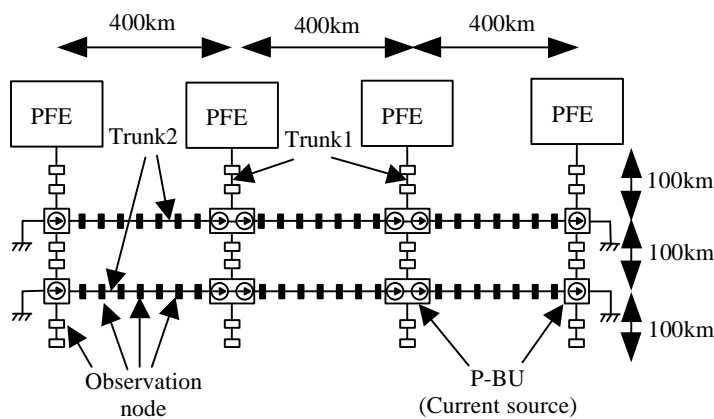 400km
400km
400km
PFE
PFE
PFE
PFE
Trunk2
Trunk1
100km
100km
100km
Observation
node
P-BU
(Current source)